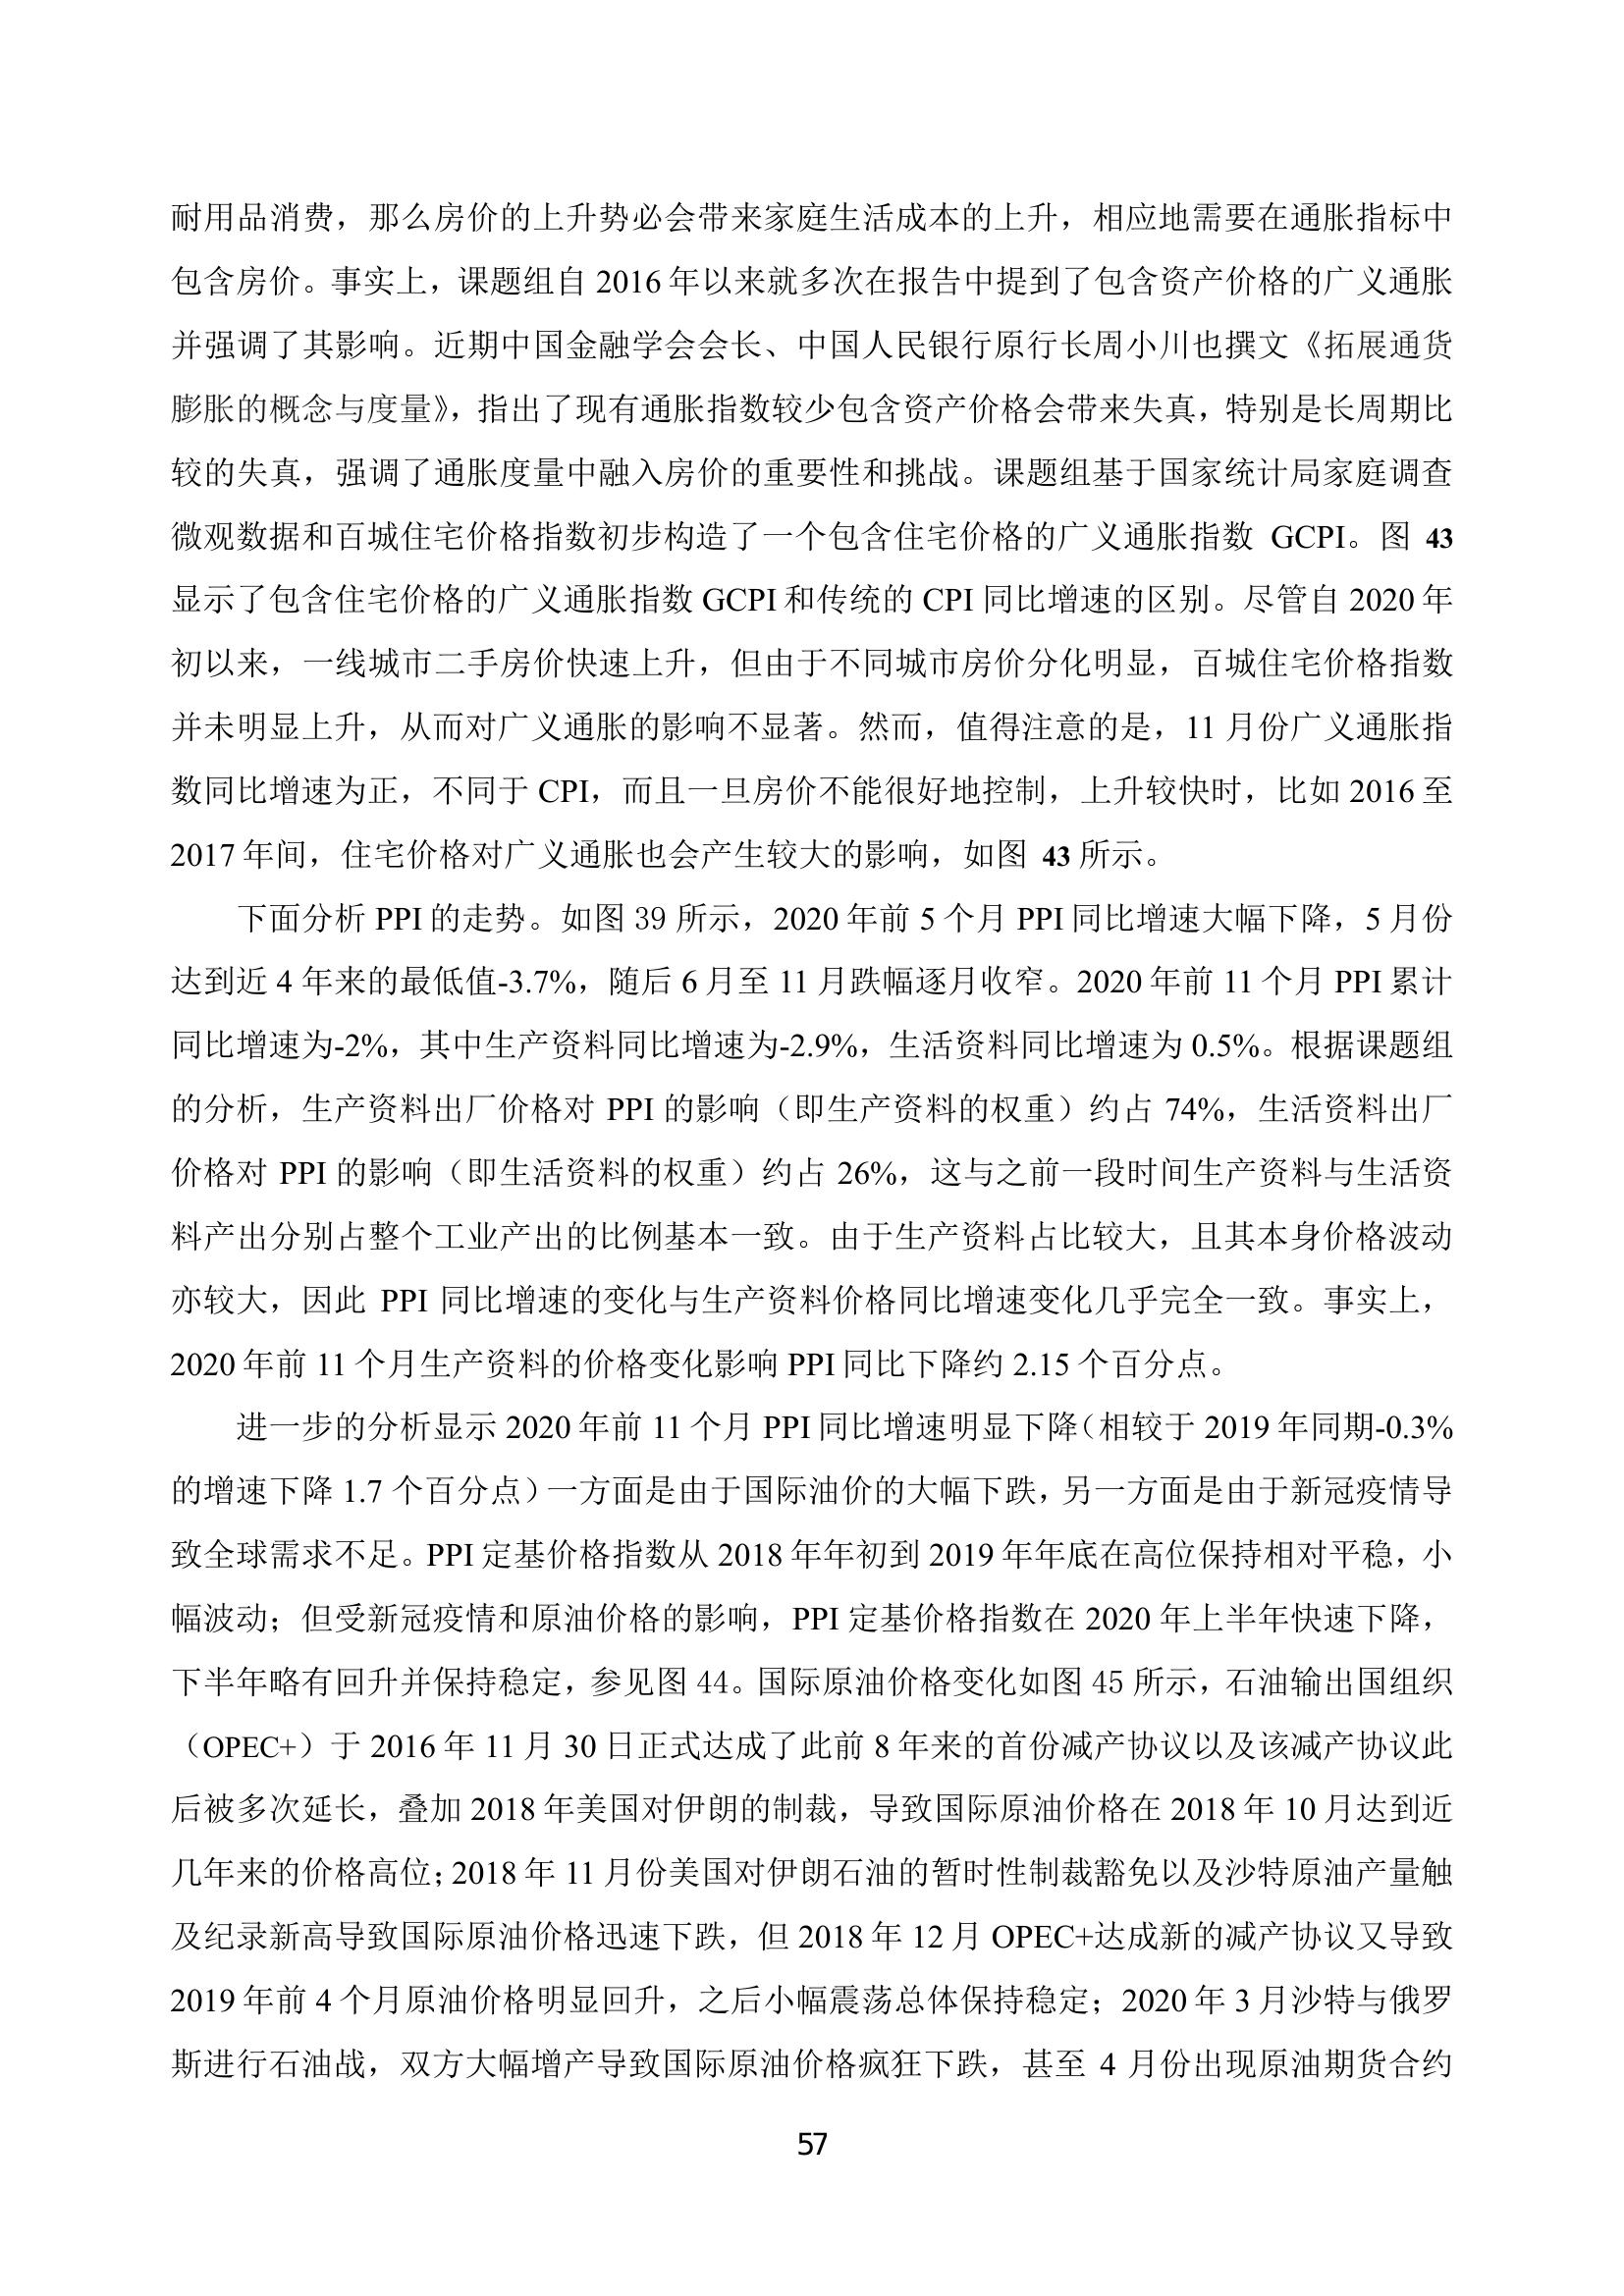 耐用品消费，那么房价的上升势必会带来家庭生活成本的上升，相应地需要在通胀指标中
包含房价。事实上，课题组自 2016 年以来就多次在报告中提到了包含资产价格的广义通胀
并强调了其影响。近期中国金融学会会长、中国人民银行原行长周小川也撰文《拓展通货
膨胀的概念与度量》，指出了现有通胀指数较少包含资产价格会带来失真，特别是长周期比
较的失真，强调了通胀度量中融入房价的重要性和挑战。课题组基于国家统计局家庭调查
微观数据和百城住宅价格指数初步构造了一个包含住宅价格的广义通胀指数 GCPI。图 43
显示了包含住宅价格的广义通胀指数 GCPI 和传统的 CPI 同比增速的区别。尽管自 2020 年
初以来，一线城市二手房价快速上升，但由于不同城市房价分化明显，百城住宅价格指数
并未明显上升，从而对广义通胀的影响不显著。然而，值得注意的是，11 月份广义通胀指
数同比增速为正，不同于 CPI，而且一旦房价不能很好地控制，上升较快时，比如 2016 至
2017 年间，住宅价格对广义通胀也会产生较大的影响，如图 43 所示。
下面分析 PPI 的走势。如图 39 所示，2020 年前 5 个月 PPI 同比增速大幅下降，5 月份
达到近 4 年来的最低值-3.7%，随后 6 月至 11 月跌幅逐月收窄。2020 年前 11 个月 PPI 累计
同比增速为-2%，其中生产资料同比增速为-2.9%，生活资料同比增速为 0.5%。根据课题组
的分析，生产资料出厂价格对 PPI 的影响（即生产资料的权重）约占 74%，生活资料出厂
价格对 PPI 的影响（即生活资料的权重）约占 26%，这与之前一段时间生产资料与生活资
料产出分别占整个工业产出的比例基本一致。由于生产资料占比较大，且其本身价格波动
亦较大，因此 PPI 同比增速的变化与生产资料价格同比增速变化几乎完全一致。事实上，
2020 年前 11 个月生产资料的价格变化影响 PPI 同比下降约 2.15 个百分点。
进一步的分析显示 2020 年前 11 个月 PPI 同比增速明显下降（相较于 2019 年同期-0.3%
的增速下降 1.7 个百分点）一方面是由于国际油价的大幅下跌，另一方面是由于新冠疫情导
致全球需求不足。PPI 定基价格指数从 2018 年年初到 2019 年年底在高位保持相对平稳，小
幅波动；但受新冠疫情和原油价格的影响，PPI 定基价格指数在 2020 年上半年快速下降，
下半年略有回升并保持稳定，参见图 44。国际原油价格变化如图 45 所示，石油输出国组织
（OPEC+）于 2016 年 11 月 30 日正式达成了此前 8 年来的首份减产协议以及该减产协议此
后被多次延长，叠加 2018 年美国对伊朗的制裁，导致国际原油价格在 2018 年 10 月达到近
几年来的价格高位；2018 年 11 月份美国对伊朗石油的暂时性制裁豁免以及沙特原油产量触
及纪录新高导致国际原油价格迅速下跌，但 2018 年 12 月 OPEC+达成新的减产协议又导致
2019 年前 4 个月原油价格明显回升，之后小幅震荡总体保持稳定；2020 年 3 月沙特与俄罗
斯进行石油战，双方大幅增产导致国际原油价格疯狂下跌，甚至 4 月份出现原油期货合约
57